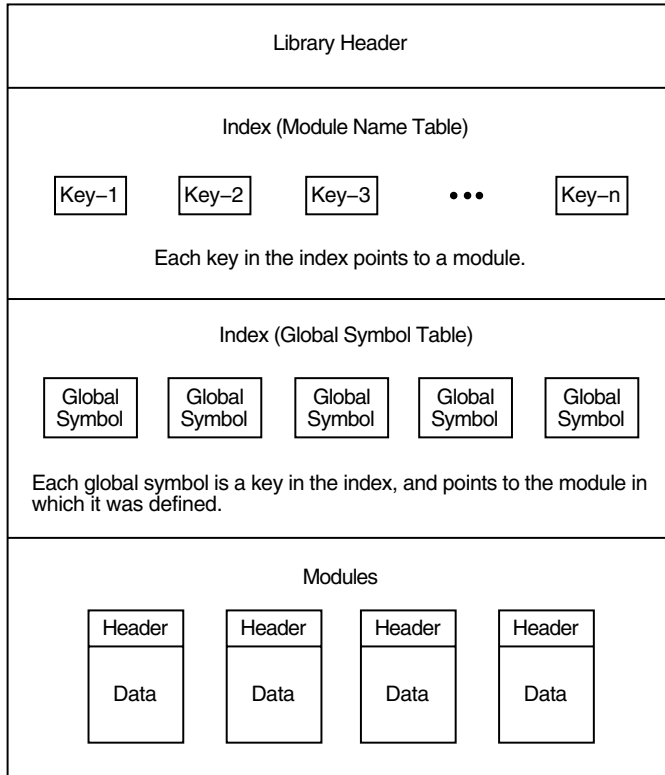 Library Header
Index (Module Name Table)
Key–1 Key–2 Key–3 ••• Key–n
Each key in the index points to a module.
Index (Global Symbol Table)
Global Global Global Global Global
Symbol Symbol Symbol Symbol Symbol
Each global symbol is a key in the index, and points to the module in
which it was defined.
Modules
Header Header Header Header
Data Data Data Data